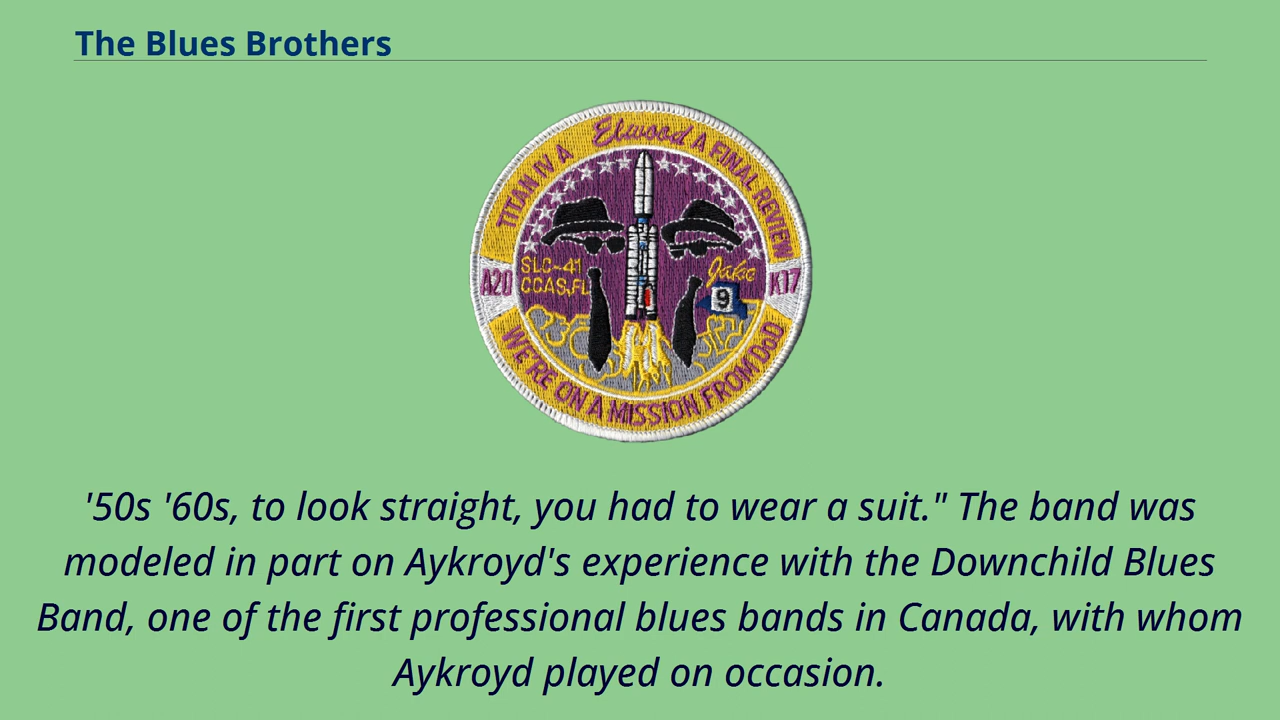 The Blues Brothers
TITAN IV A Elwood A FINAL REVIEW
SLC-41
CCAS,FL
Jake
9
A20
K17
WE'RE ON A MISSION FROM DoD
'50s '60s, to look straight, you had to wear a suit." The band was
modeled in part on Aykroyd's experience with the Downchild Blues
Band, one of the first professional blues bands in Canada, with whom
Aykroyd played on occasion.